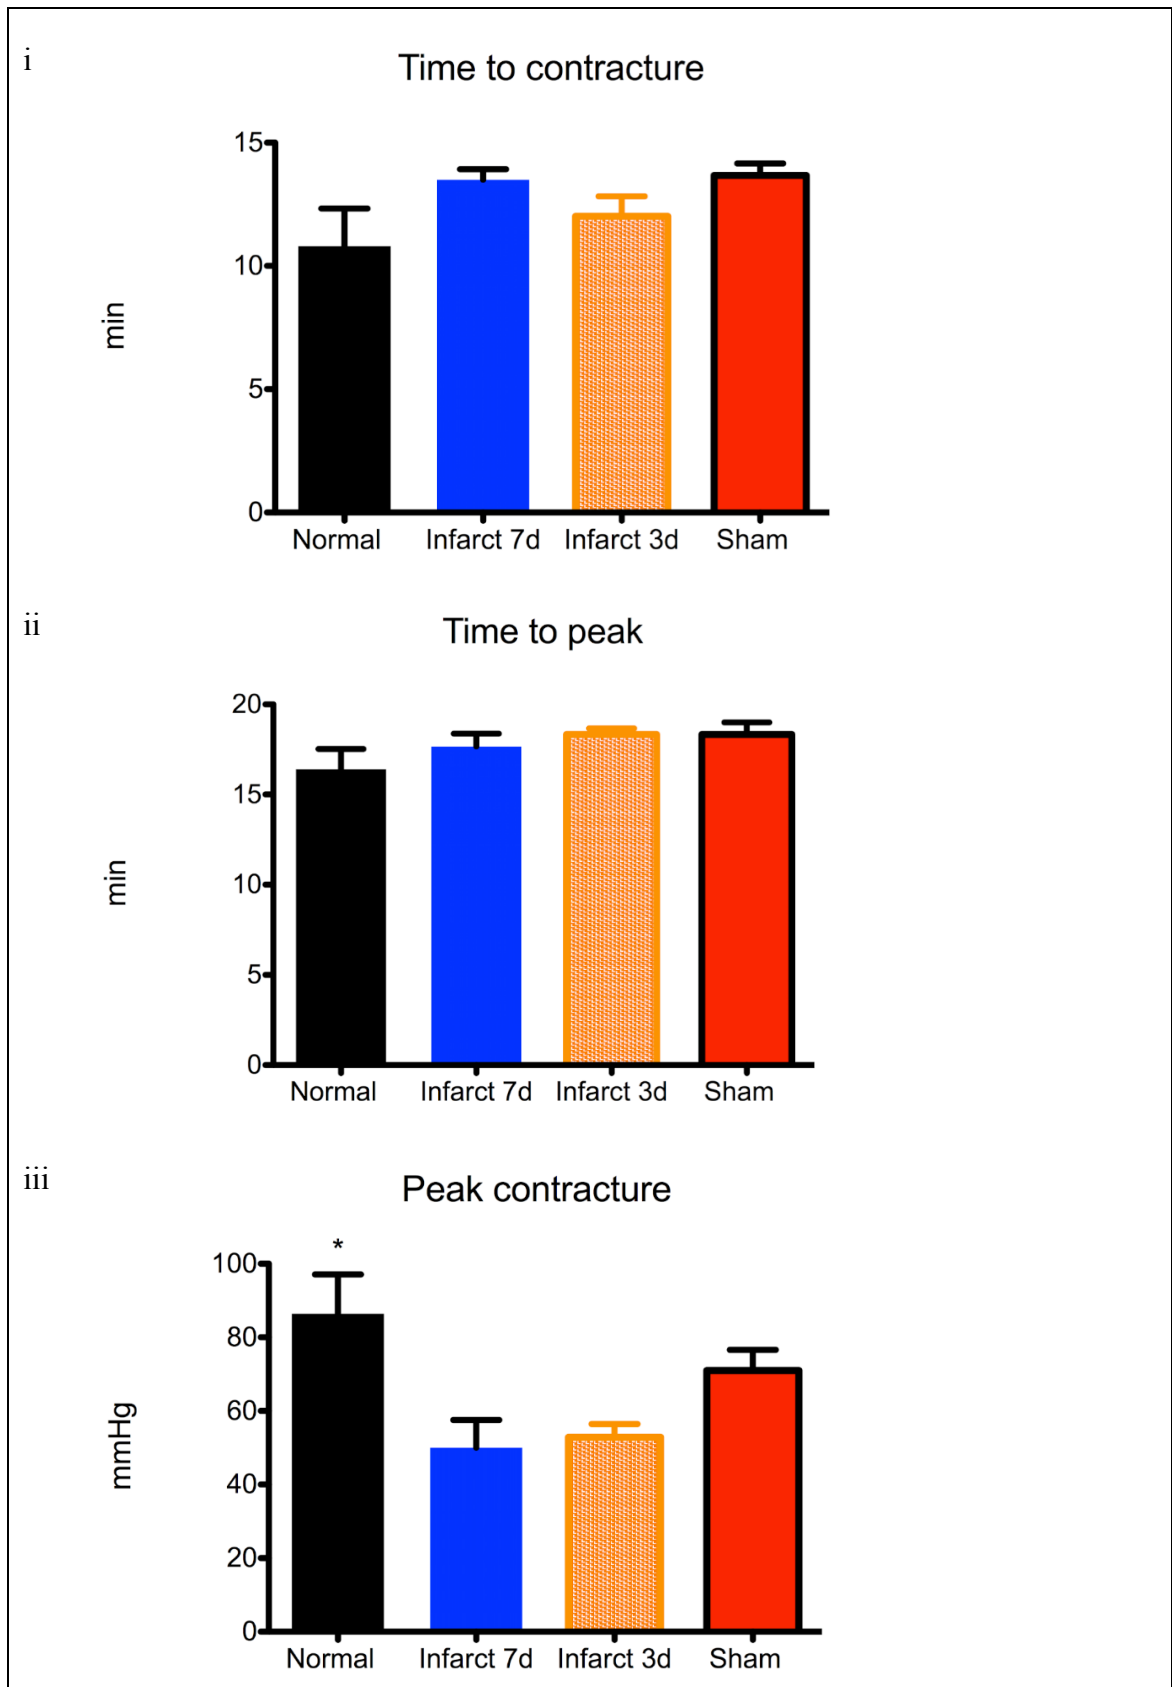 i
Time to contracture
15
10
5
0
min
Normal Infarct 7d Infarct 3d Sham
ii
Time to peak
20
15
10
5
0
min
Normal Infarct 7d Infarct 3d Sham
iii
Peak contracture
*
100
80
60
40
20
0
mmHg
Normal Infarct 7d Infarct 3d Sham